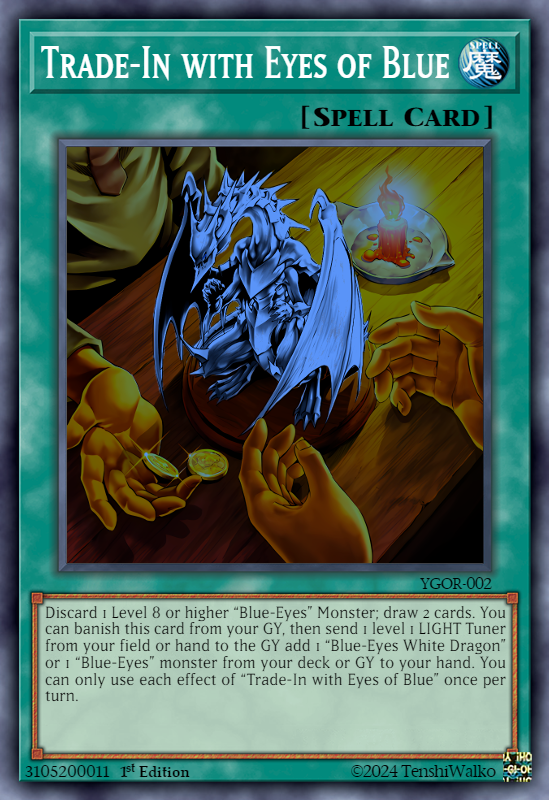 Trade-In with Eyes of Blue
SPELL
魔
[Spell Card]
YGOR-002
Discard 1 Level 8 or higher “Blue-Eyes” Monster; draw 2 cards. You
can banish this card from your GY, then send 1 level 1 LIGHT Tuner
from your field or hand to the GY add 1 “Blue-Eyes White Dragon”
or 1 “Blue-Eyes” monster from your deck or GY to your hand. You
can only use each effect of “Trade-In with Eyes of Blue” once per
turn.
3105200011 1st Edition ©2024 TenshiWalko